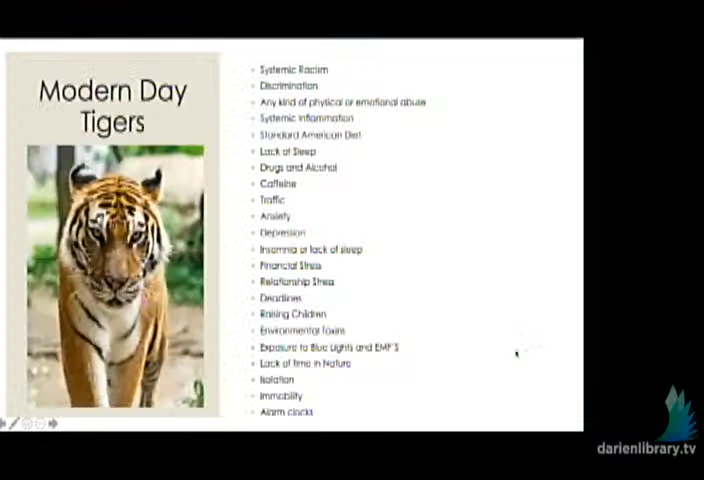 Modern Day
Tigers
Systemic Racism
Discrimination
Any kind of physical or emotional abuse
Systemic Inflammation
Standard American Diet
Lack of Sleep
Drugs and Alcohol
Caffeine
Traffic
Anxiety
Depression
Insomnia or lack of sleep
Financial Stress
Relationship Stress
Deadlines
Raising Children
Environmental Toxins
Exposure to Blue Lights and EMF'S
Lack of Time in Nature
Isolation
Immobility
Alarm clocks
darienlibrary.tv